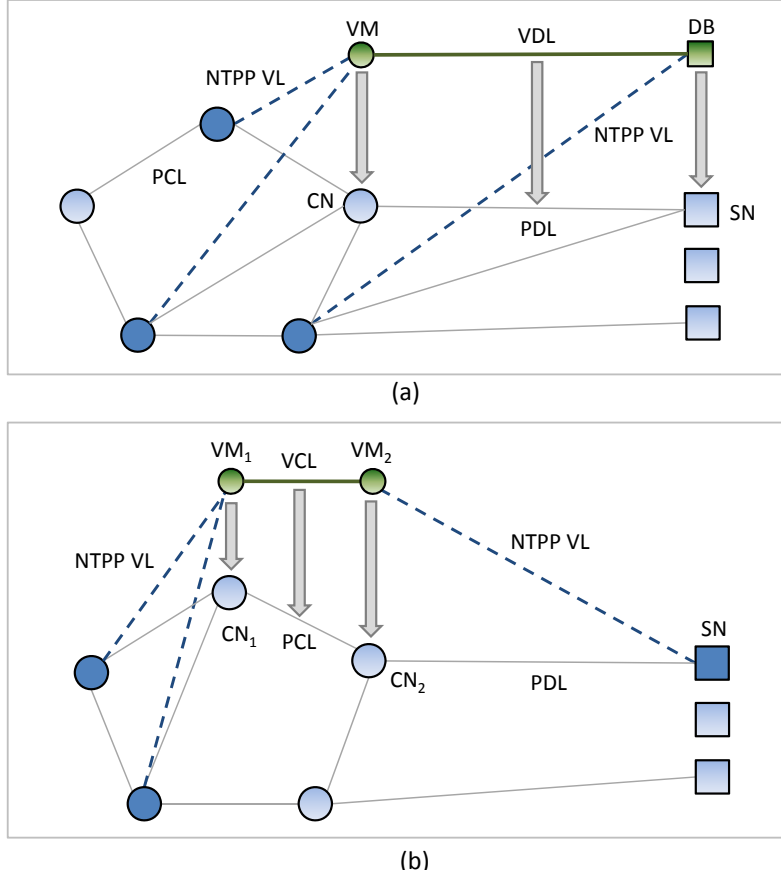 VM
VDL
DB
NTPP VL
NTPP VL
PCL
CN
PDL
SN
(a)
VM₁
VCL
VM₂
NTPP VL
NTPP VL
CN₁
PCL
CN₂
SN
PDL
(b)